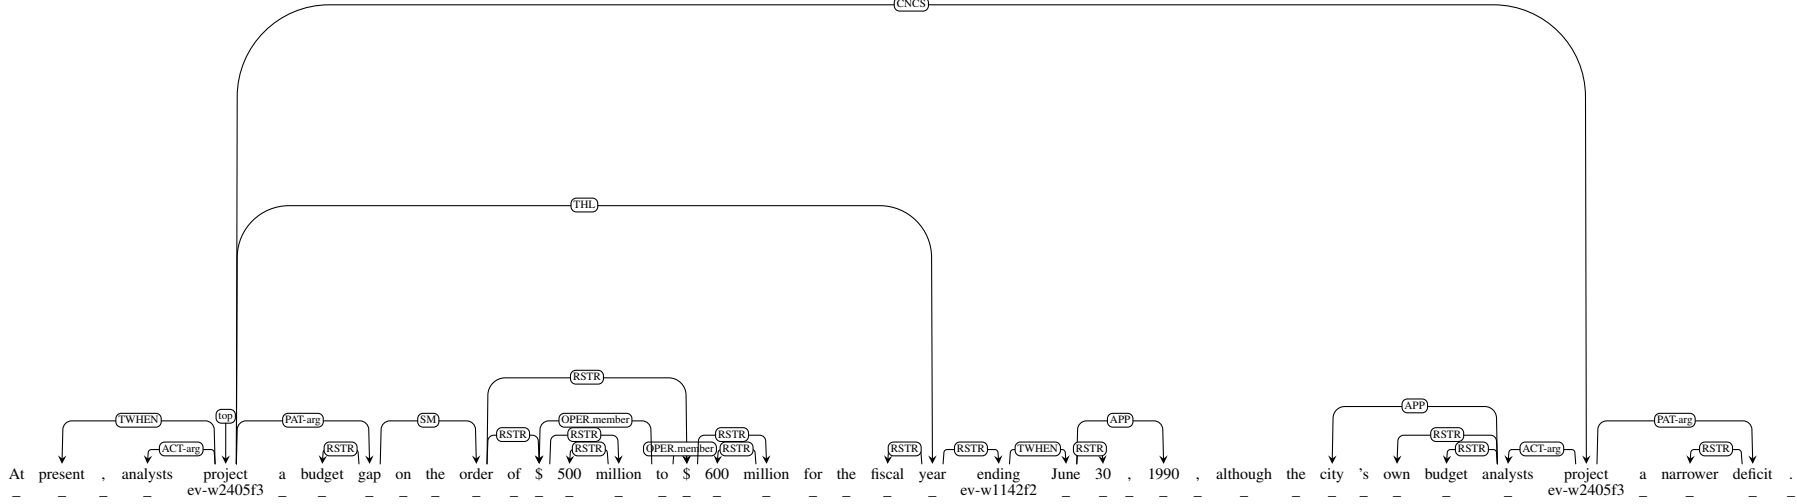 CNCS
THL
RSTR
TWHEN top PAT-arg SM OPER.member APP APP PAT-arg
RSTR RSTR RSTR RSTR
ACT-arg RSTR RSTR OPER.member RSTR RSTR RSTR TWHEN RSTR RSTR ACT-arg RSTR
At present , analysts project a budget gap on the order of $ 500 million to $ 600 million for the fiscal year ending June 30 , 1990 , although the city 's own budget analysts project a narrower deficit .
_ _ _ _ ev-w2405f3 _ _ _ _ _ _ _ _ _ _ _ _ _ _ _ _ _ _ ev-w1142f2 _ _ _ _ _ _ _ _ _ _ _ _ ev-w2405f3 _ _ _ _